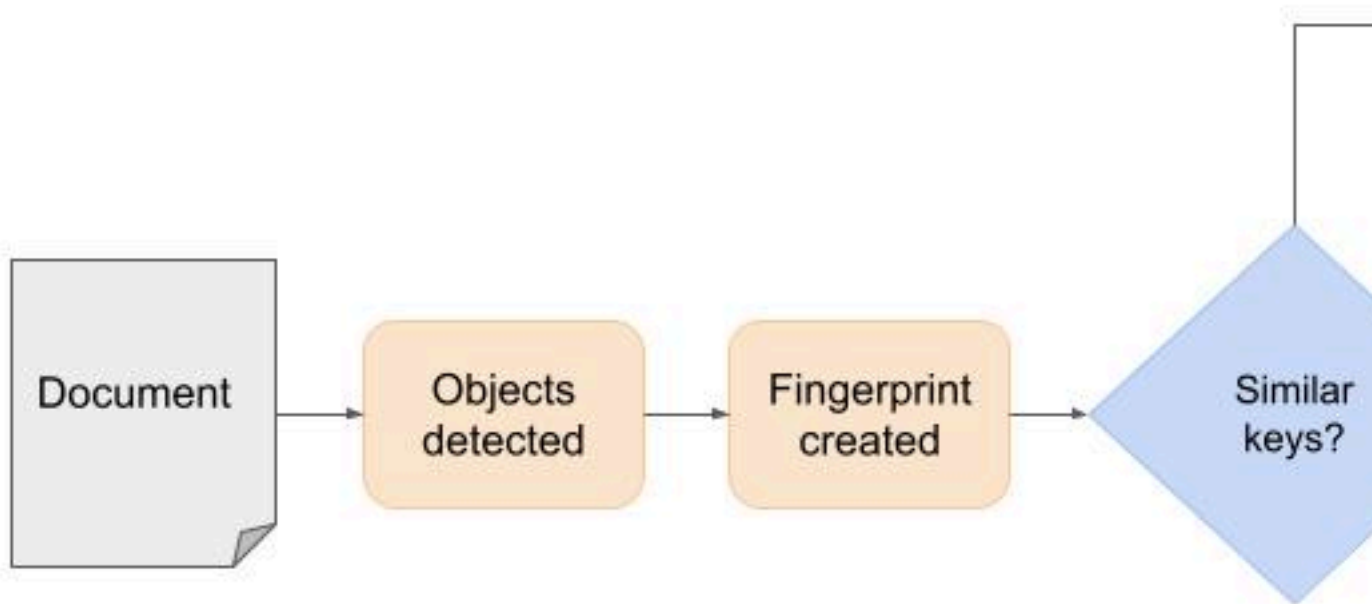 Document
Objects
detected
Fingerprint
created
Similar
keys?